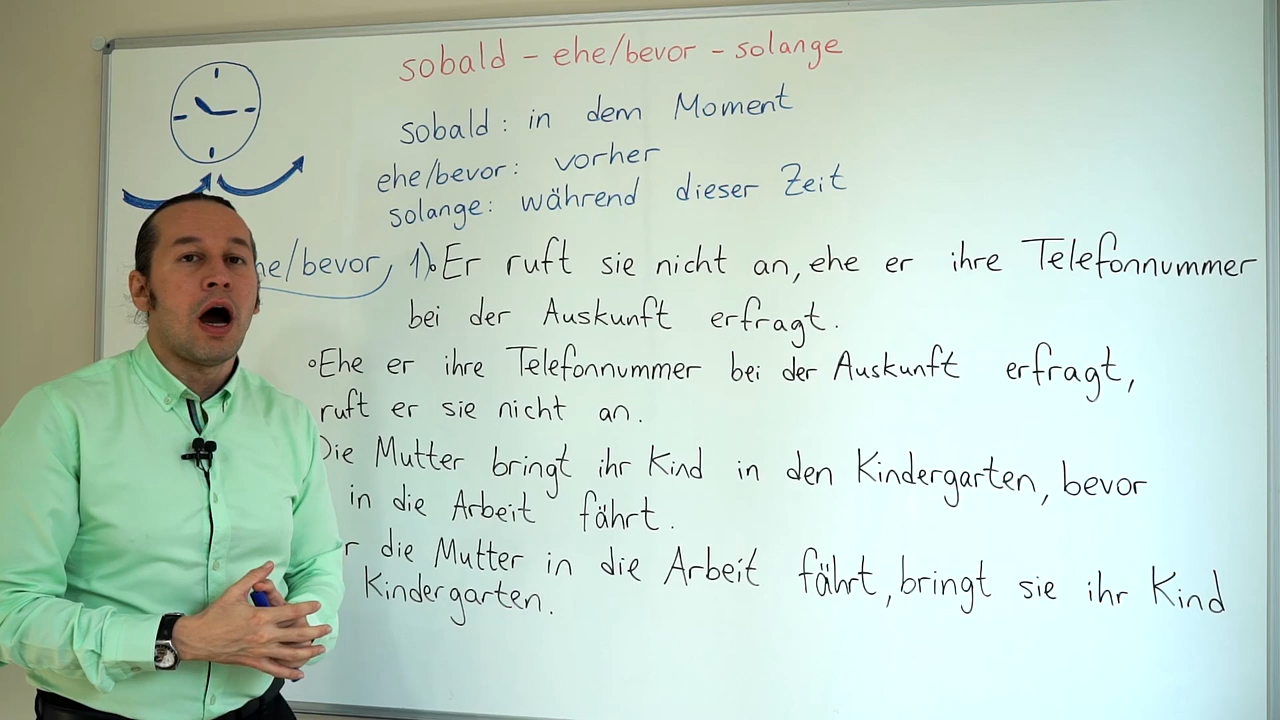 sobald - ehe/bevor - solange
sobald: in dem Moment
ehe/bevor: vorher
solange: während dieser Zeit
he/bevor, 1) Er ruft sie nicht an, ehe er ihre Telefonnummer
bei der Auskunft erfragt.
Ehe er ihre Telefonnummer bei der Auskunft erfragt,
ruft er sie nicht an.
Die Mutter bringt ihr Kind in den Kindergarten, bevor
in die Arbeit fährt.
r die Mutter in die Arbeit fährt, bringt sie ihr Kind
Kindergarten.